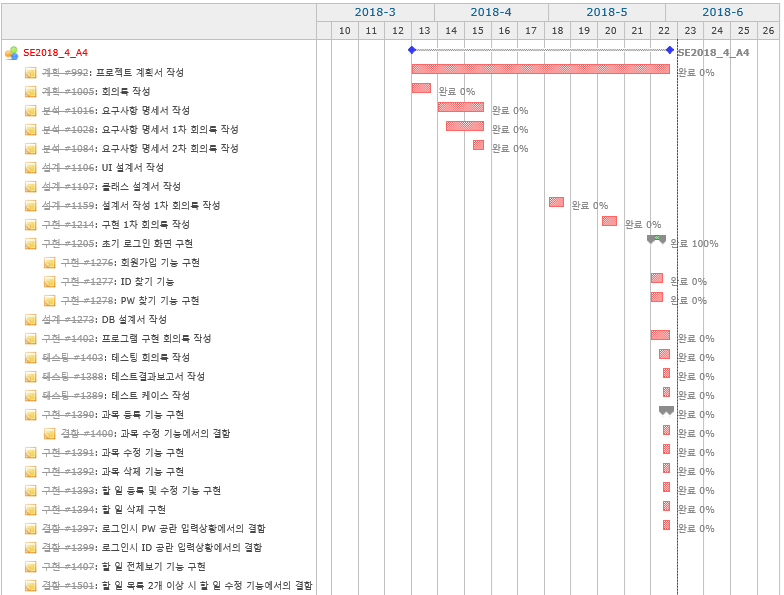 2018-3 2018-4 2018-5 2018-6
10 11 12 13 14 15 16 17 18 19 20 21 22 23 24 25 26
SE2018_4_A4 SE2018_4_A4
계획 #992: 프로젝트 계획서 작성 완료 0%
계획 #1005: 회의록 작성 완료 0%
분석 #1016: 요구사항 명세서 작성 완료 0%
분석 #1028: 요구사항 명세서 1차 회의록 작성 완료 0%
분석 #1084: 요구사항 명세서 2차 회의록 작성 완료 0%
설계 #1106: UI 설계서 작성
설계 #1107: 클래스 설계서 작성
설계 #1159: 설계서 작성 1차 회의록 작성 완료 0%
구현 #1214: 구현 1차 회의록 작성 완료 0%
구현 #1205: 초기 로그인 화면 구현 완료 100%
구현 #1276: 회원가입 기능 구현
구현 #1277: ID 찾기 기능 완료 0%
구현 #1278: PW 찾기 기능 구현 완료 0%
설계 #1273: DB 설계서 작성
구현 #1402: 프로그램 구현 회의록 작성 완료 0%
테스팅 #1403: 테스팅 회의록 작성 완료 0%
테스팅 #1388: 테스트결과보고서 작성 완료 0%
테스팅 #1389: 테스트 케이스 작성 완료 0%
구현 #1390: 과목 등록 기능 구현 완료 0%
결함 #1400: 과목 수정 기능에서의 결함 완료 0%
구현 #1391: 과목 수정 기능 구현 완료 0%
구현 #1392: 과목 삭제 기능 구현 완료 0%
구현 #1393: 할 일 등록 및 수정 기능 구현 완료 0%
구현 #1394: 할 일 삭제 구현 완료 0%
결함 #1397: 로그인시 PW 공란 입력상황에서의 결함 완료 0%
결함 #1399: 로그인시 ID 공란 입력상황에서의 결함
구현 #1407: 할 일 전체보기 기능 구현
결함 #1501: 할 일 목록 2개 이상 시 할 일 수정 기능에서의 결함